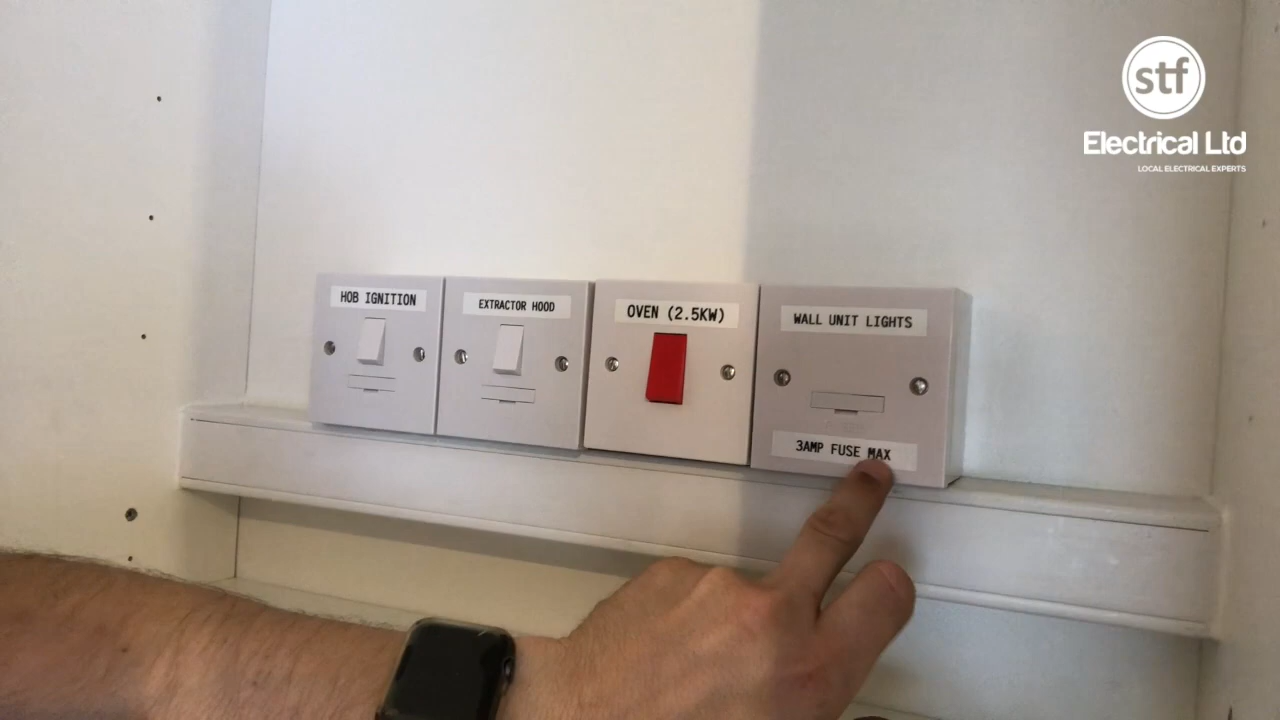 stf
Electrical Ltd
LOCAL ELECTRICAL EXPERTS
HOB IGNITION
EXTRACTOR HOOD
OVEN (2.5KW)
WALL UNIT LIGHTS
3AMP FUSE MAX